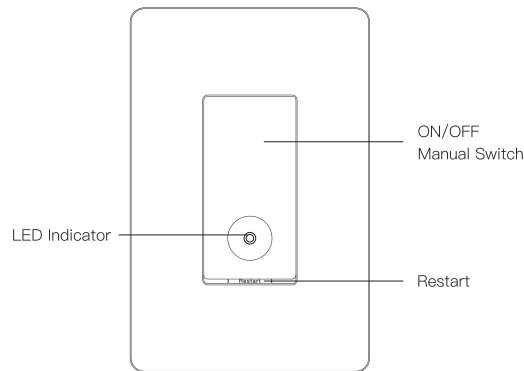 ON/OFF
Manual Switch
LED Indicator
Restart
Restart